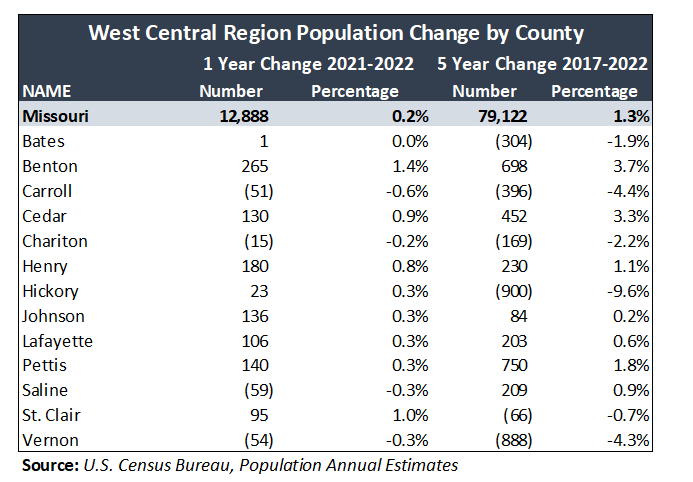 West Central Region Population Change by County
1 Year Change 2021-2022 5 Year Change 2017-2022
NAME Number Percentage Number Percentage
Missouri 12,888 0.2% 79,122 1.3%
Bates 1 0.0% (304) -1.9%
Benton 265 1.4% 698 3.7%
Carroll (51) -0.6% (396) -4.4%
Cedar 130 0.9% 452 3.3%
Chariton (15) -0.2% (169) -2.2%
Henry 180 0.8% 230 1.1%
Hickory 23 0.3% (900) -9.6%
Johnson 136 0.3% 84 0.2%
Lafayette 106 0.3% 203 0.6%
Pettis 140 0.3% 750 1.8%
Saline (59) -0.3% 209 0.9%
St. Clair 95 1.0% (66) -0.7%
Vernon (54) -0.3% (888) -4.3%
Source: U.S. Census Bureau, Population Annual Estimates